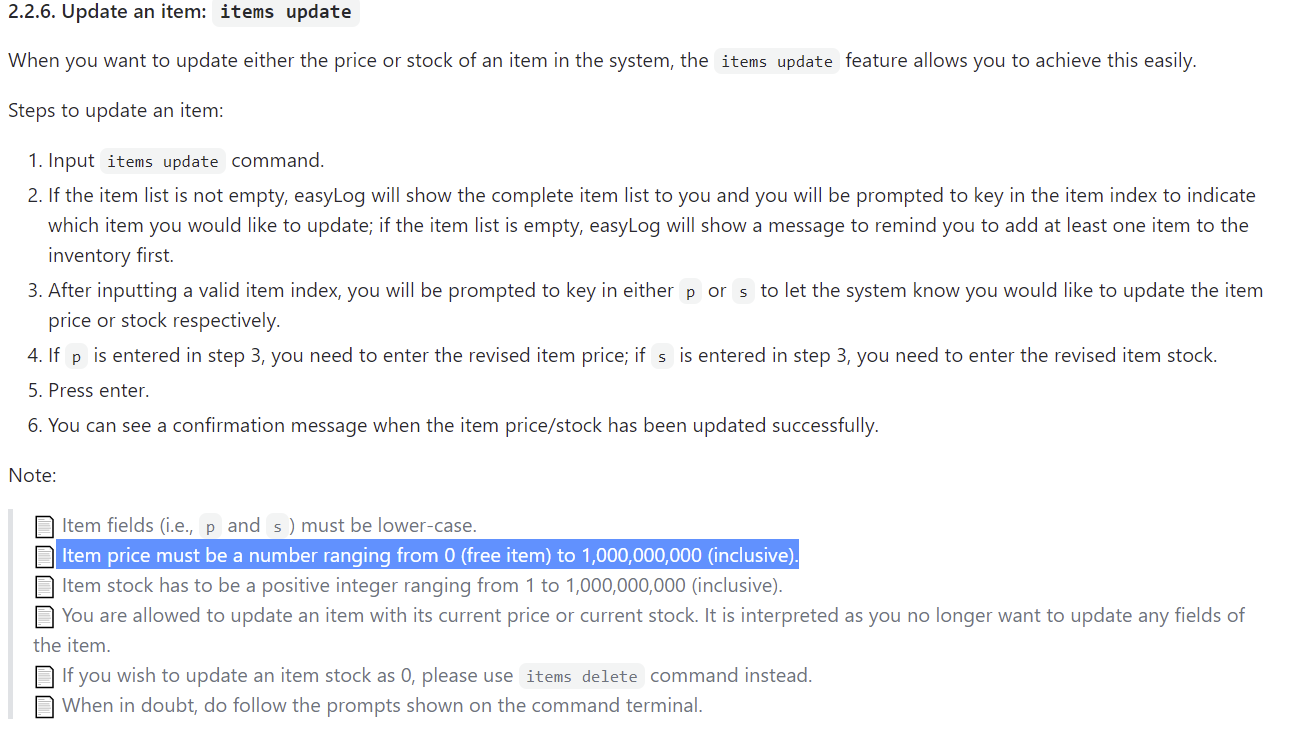 2.2.6. Update an item: items update
When you want to update either the price or stock of an item in the system, the items update feature allows you to achieve this easily.
Steps to update an item:
1. Input items update command.
2. If the item list is not empty, easyLog will show the complete item list to you and you will be prompted to key in the item index to indicate
which item you would like to update; if the item list is empty, easyLog will show a message to remind you to add at least one item to the
inventory first.
3. After inputting a valid item index, you will be prompted to key in either p or s to let the system know you would like to update the item
price or stock respectively.
4. If p is entered in step 3, you need to enter the revised item price; if s is entered in step 3, you need to enter the revised item stock.
5. Press enter.
6. You can see a confirmation message when the item price/stock has been updated successfully.
Note:
Item fields (i.e., p and s) must be lower-case.
Item price must be a number ranging from 0 (free item) to 1,000,000,000 (inclusive).
Item stock has to be a positive integer ranging from 1 to 1,000,000,000 (inclusive).
You are allowed to update an item with its current price or current stock. It is interpreted as you no longer want to update any fields of
the item.
If you wish to update an item stock as 0, please use items delete command instead.
When in doubt, do follow the prompts shown on the command terminal.